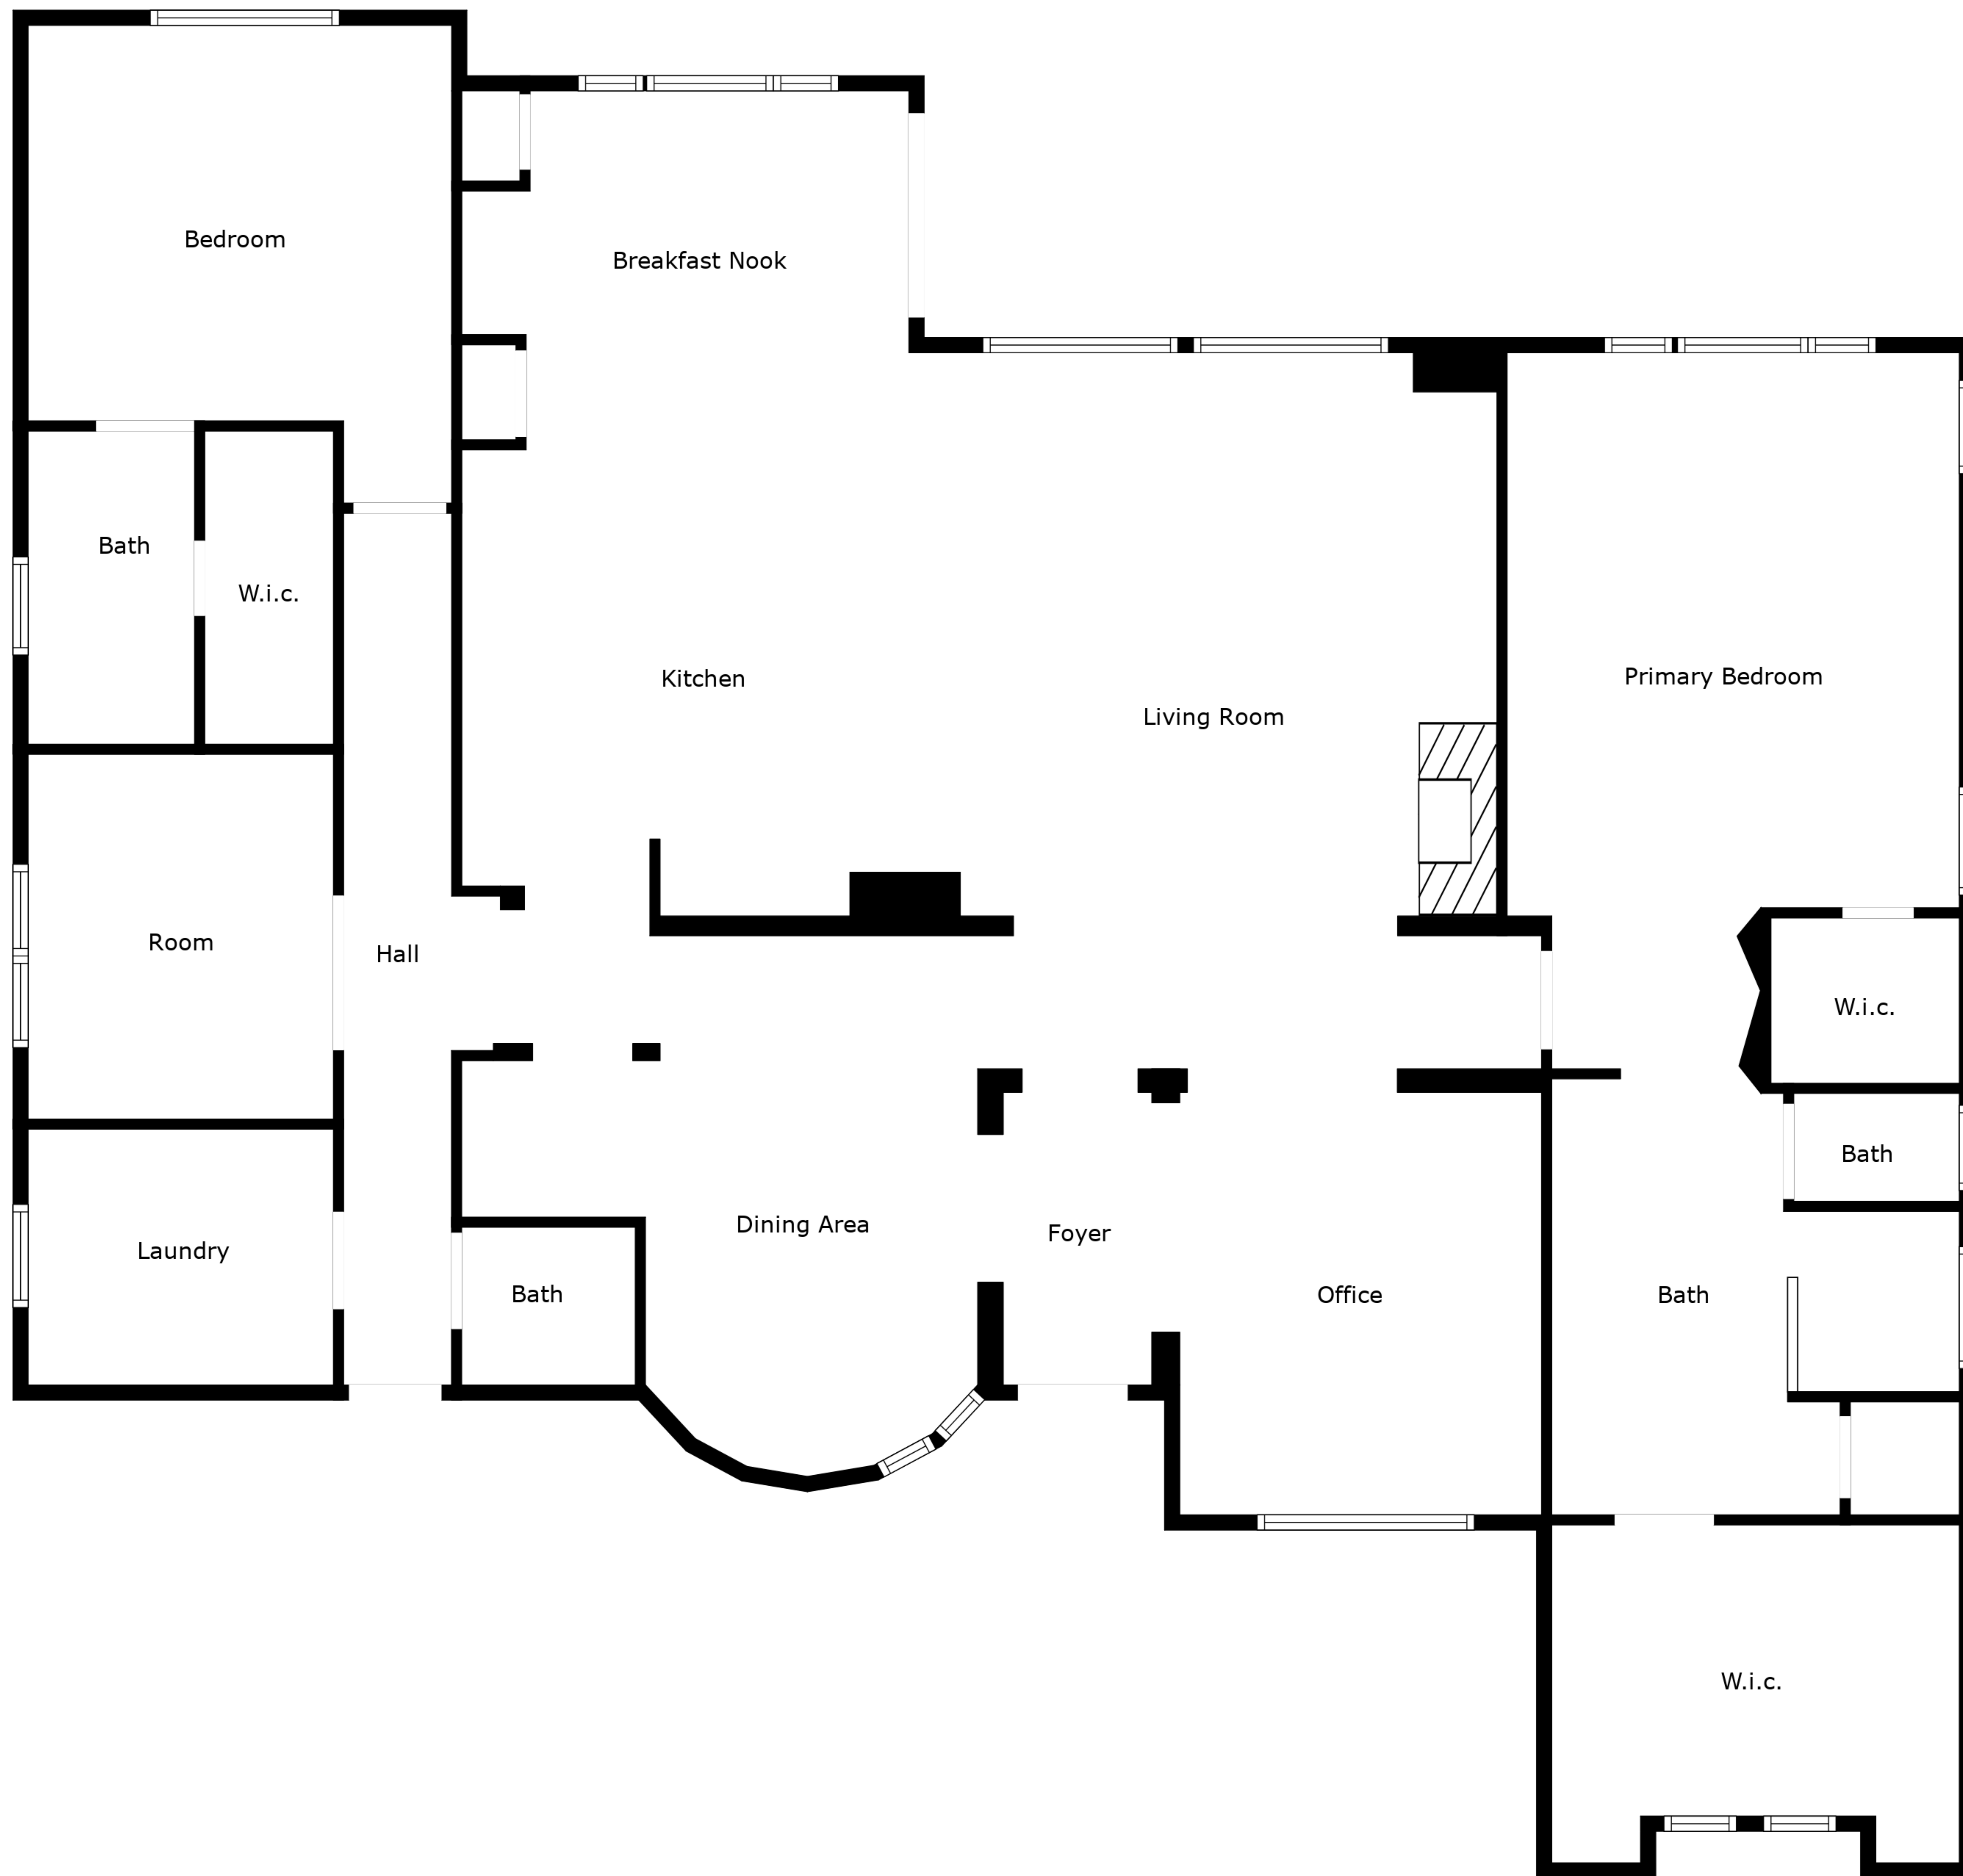 Bedroom
Breakfast Nook
Bath
W.i.c.
Kitchen
Primary Bedroom
Living Room
Room
Hall
W.i.c.
Bath
Dining Area
Foyer
Laundry
Bath
Office
Bath
W.i.c.